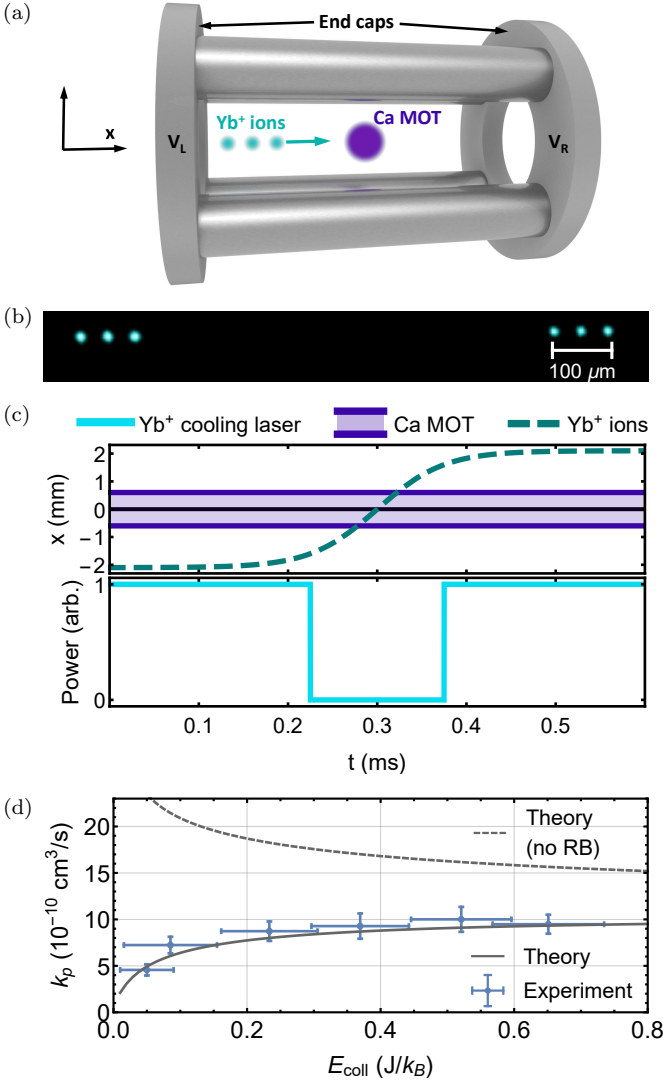 (a)
End caps
Yb⁺ ions
Ca MOT
x
V_L
V_R
(b)
100 μm
(c)
Yb⁺ cooling laser
Ca MOT
Yb⁺ ions
x (mm)
2
1
0
−1
−2
Power (arb.)
1
0
0.1 0.2 0.3 0.4 0.5
t (ms)
(d)
k_p (10⁻¹⁰ cm³/s)
20
15
10
5
0
Theory
(no RB)
Theory
Experiment
0.0 0.2 0.4 0.6 0.8
E_coll (J/k_B)